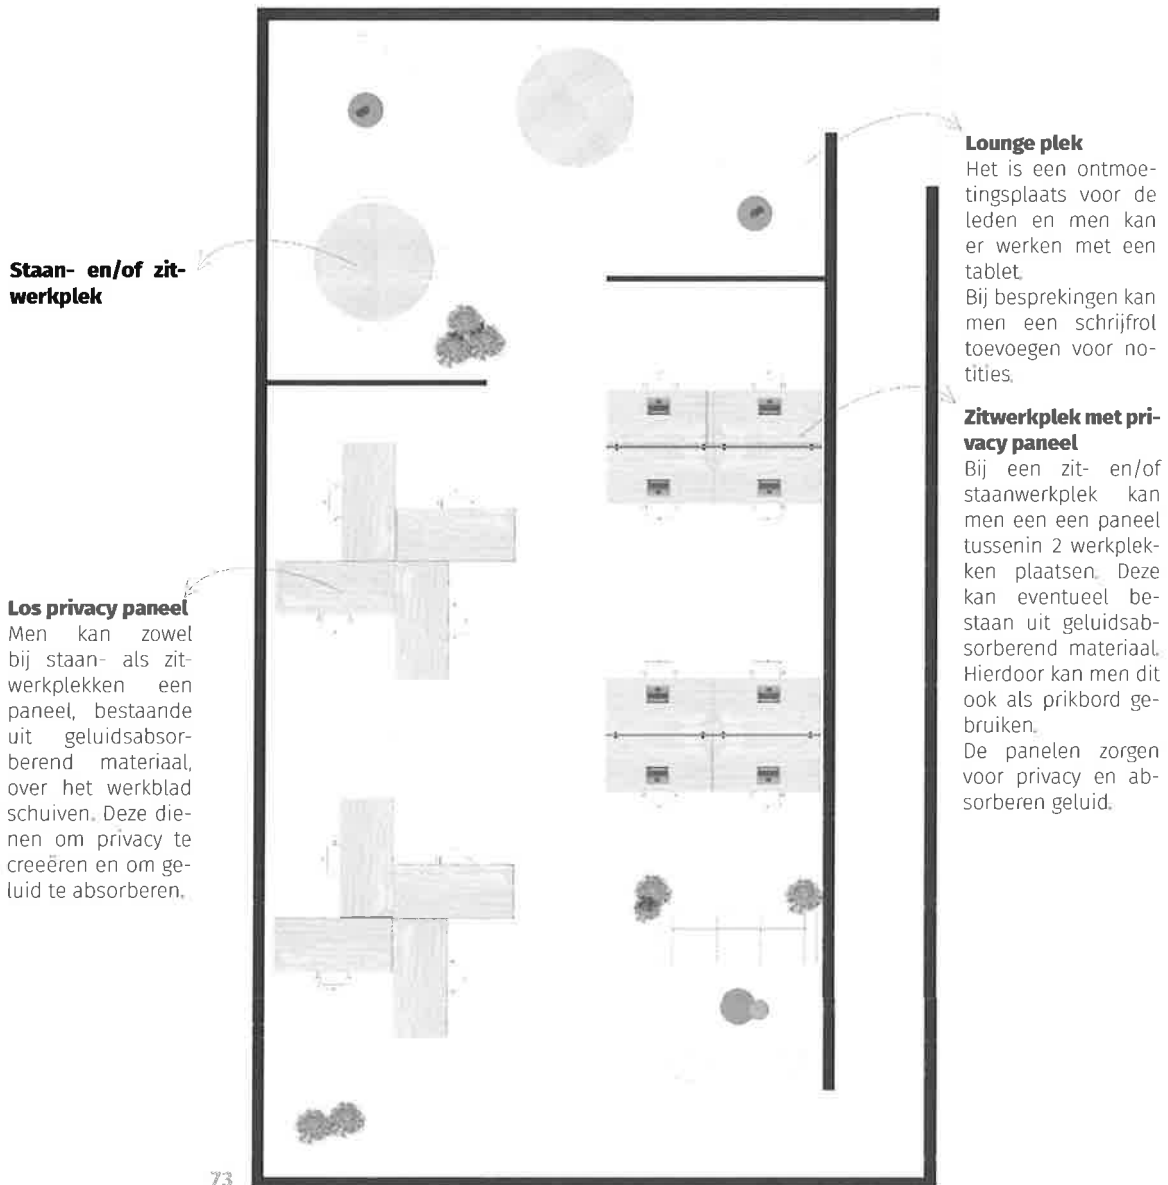 Staan- en/of zit-
werkplek
Los privacy paneel
Men kan zowel
bij staan- als zit-
werkplekken een
paneel, bestaande
uit geluidsabsor-
berend materiaal,
over het werkblad
schuiven. Deze die-
nen om privacy te
creeëren en om ge-
luid te absorberen.
Lounge plek
Het is een ontmoe-
tingsplaats voor de
leden en men kan
er werken met een
tablet.
Bij besprekingen kan
men een schrijfrol
toevoegen voor no-
tities.
Zitwerkplek met pri-
vacy paneel
Bij een zit- en/of
staanwerkplek kan
men een een paneel
tussenin 2 werkplek-
ken plaatsen. Deze
kan eventueel be-
staan uit geluidsab-
sorberend materiaal.
Hierdoor kan men dit
ook als prikbord ge-
bruiken.
De panelen zorgen
voor privacy en ab-
sorberen geluid.
73